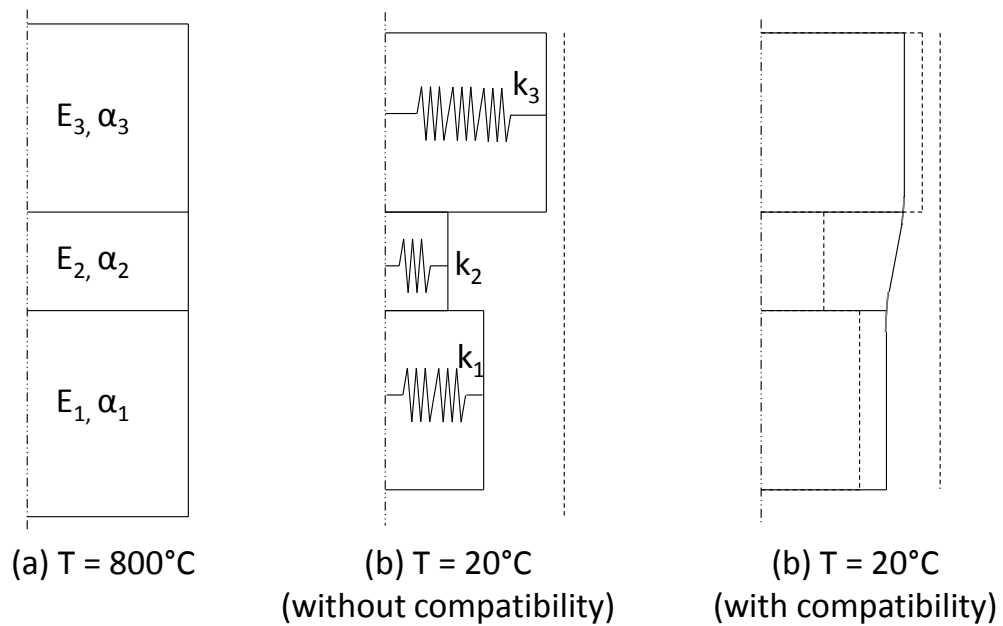 E₃, α₃
E₂, α₂
E₁, α₁
k₃
k₂
k₁
(a) T = 800°C
(b) T = 20°C
(without compatibility)
(b) T = 20°C
(with compatibility)